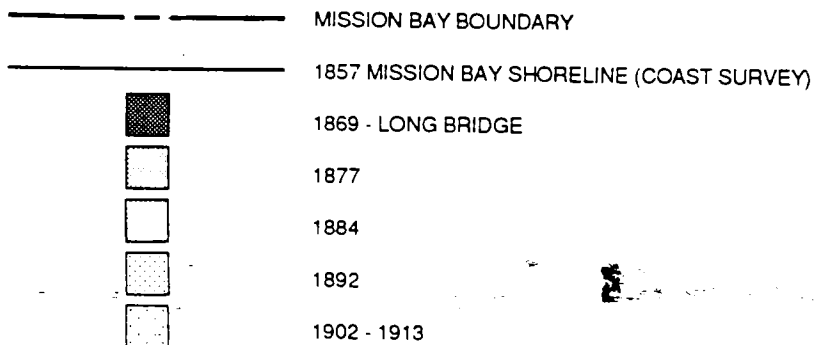 MISSION BAY BOUNDARY
1857 MISSION BAY SHORELINE (COAST SURVEY)
1869 - LONG BRIDGE
1877
1884
1892
1902 - 1913